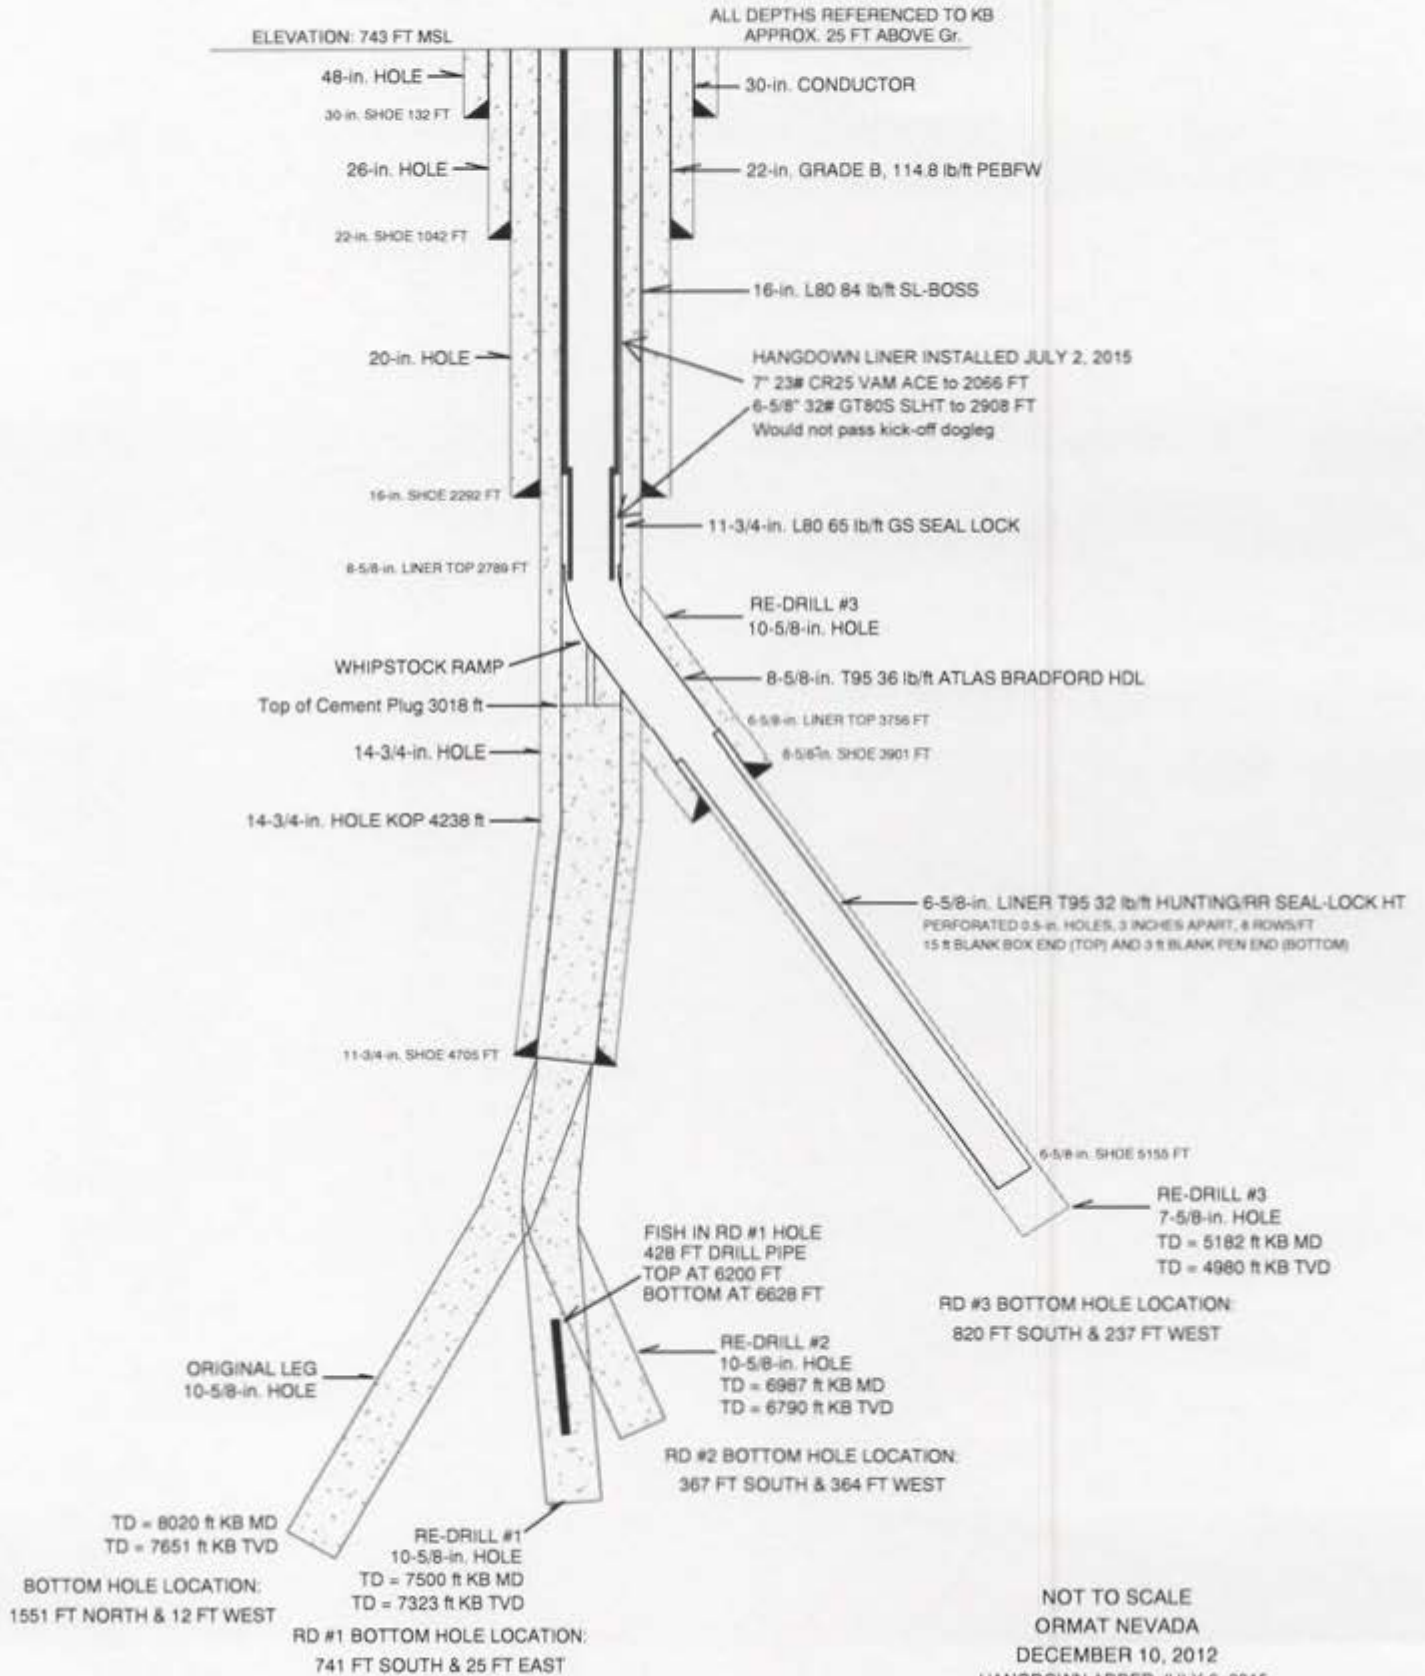 ALL DEPTHS REFERENCED TO KB
APPROX. 25 FT ABOVE Gr.
ELEVATION: 743 FT MSL
48-in. HOLE
30-in. CONDUCTOR
30-in. SHOE 132 FT
26-in. HOLE
22-in. GRADE B, 114.8 lb/ft PEBFW
22-in. SHOE 1042 FT
16-in. L80 84 lb/ft SL-BOSS
20-in. HOLE
HANGDOWN LINER INSTALLED JULY 2, 2015
7" 23# CR25 VAM ACE to 2066 FT
6-5/8" 32# GT80S SLHT to 2908 FT
Would not pass kick-off dogleg
16-in. SHOE 2292 FT
11-3/4-in. L80 65 lb/ft GS SEAL LOCK
8-5/8-in. LINER TOP 2789 FT
RE-DRILL #3
10-5/8-in. HOLE
WHIPSTOCK RAMP
8-5/8-in. T95 36 lb/ft ATLAS BRADFORD HDL
Top of Cement Plug 3018 ft
6-5/8-in. LINER TOP 3756 FT
14-3/4-in. HOLE
8-5/8-in. SHOE 3901 FT
14-3/4-in. HOLE KOP 4238 ft
6-5/8-in. LINER T95 32 lb/ft HUNTING/RR SEAL-LOCK HT
PERFORATED 0.5-in. HOLES, 3 INCHES APART, 6 ROWS/FT
15 ft BLANK BOX END (TOP) AND 3 ft BLANK PEN END (BOTTOM)
11-3/4-in. SHOE 4705 FT
6-5/8-in. SHOE 5155 FT
RE-DRILL #3
7-5/8-in. HOLE
TD = 5182 ft KB MD
TD = 4980 ft KB TVD
RD #3 BOTTOM HOLE LOCATION:
820 FT SOUTH & 237 FT WEST
FISH IN RD #1 HOLE
428 FT DRILL PIPE
TOP AT 6200 FT
BOTTOM AT 6628 FT
RE-DRILL #2
10-5/8-in. HOLE
TD = 6987 ft KB MD
TD = 6790 ft KB TVD
RD #2 BOTTOM HOLE LOCATION:
367 FT SOUTH & 364 FT WEST
ORIGINAL LEG
10-5/8-in. HOLE
TD = 8020 ft KB MD
TD = 7651 ft KB TVD
BOTTOM HOLE LOCATION:
1551 FT NORTH & 12 FT WEST
RE-DRILL #1
10-5/8-in. HOLE
TD = 7500 ft KB MD
TD = 7323 ft KB TVD
RD #1 BOTTOM HOLE LOCATION:
741 FT SOUTH & 25 FT EAST
NOT TO SCALE
ORMAT NEVADA
DECEMBER 10, 2012